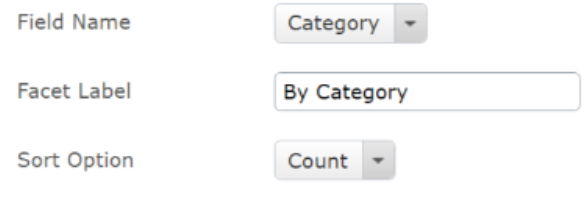 Field Name Category
Facet Label By Category
Sort Option Count